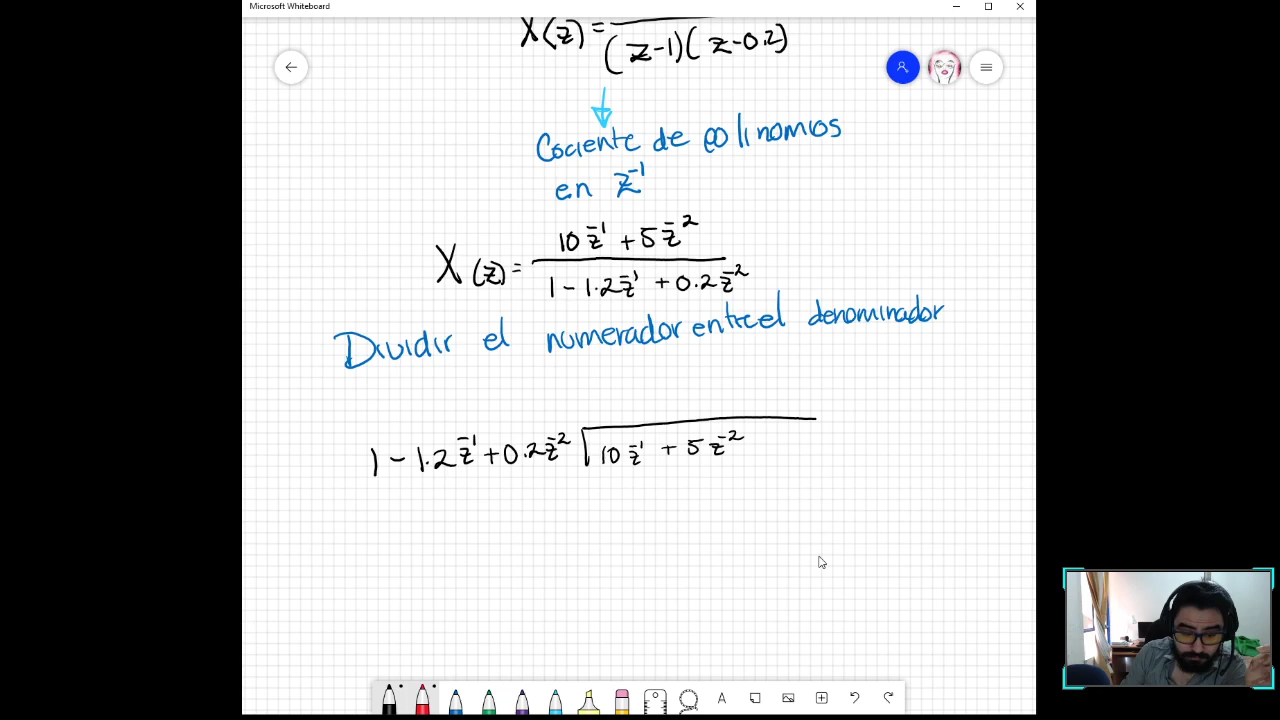 Microsoft Whiteboard
X(z) =
(z-1)(z-0.2)
Cociente de polinomios
en z⁻¹
10z⁻¹ + 5z⁻²
X(z) =
1 - 1.2z⁻¹ + 0.2z⁻²
Dividir el numerador entre el denominador
1 - 1.2z⁻¹ + 0.2z⁻² 10z⁻¹ + 5z⁻²